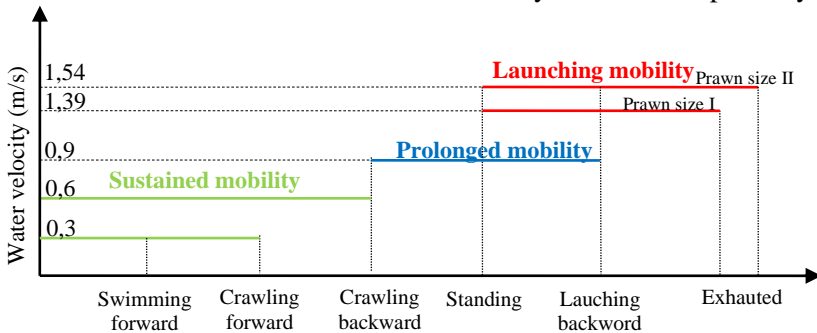 Water velocity (m/s)
1,54
Launching mobility
Prawn size II
1,39
Prawn size I
0,9
Prolonged mobility
Sustained mobility
0,6
0,3
Swimming
forward
Crawling
forward
Crawling
backward
Standing
Lauching
backword
Exhauted